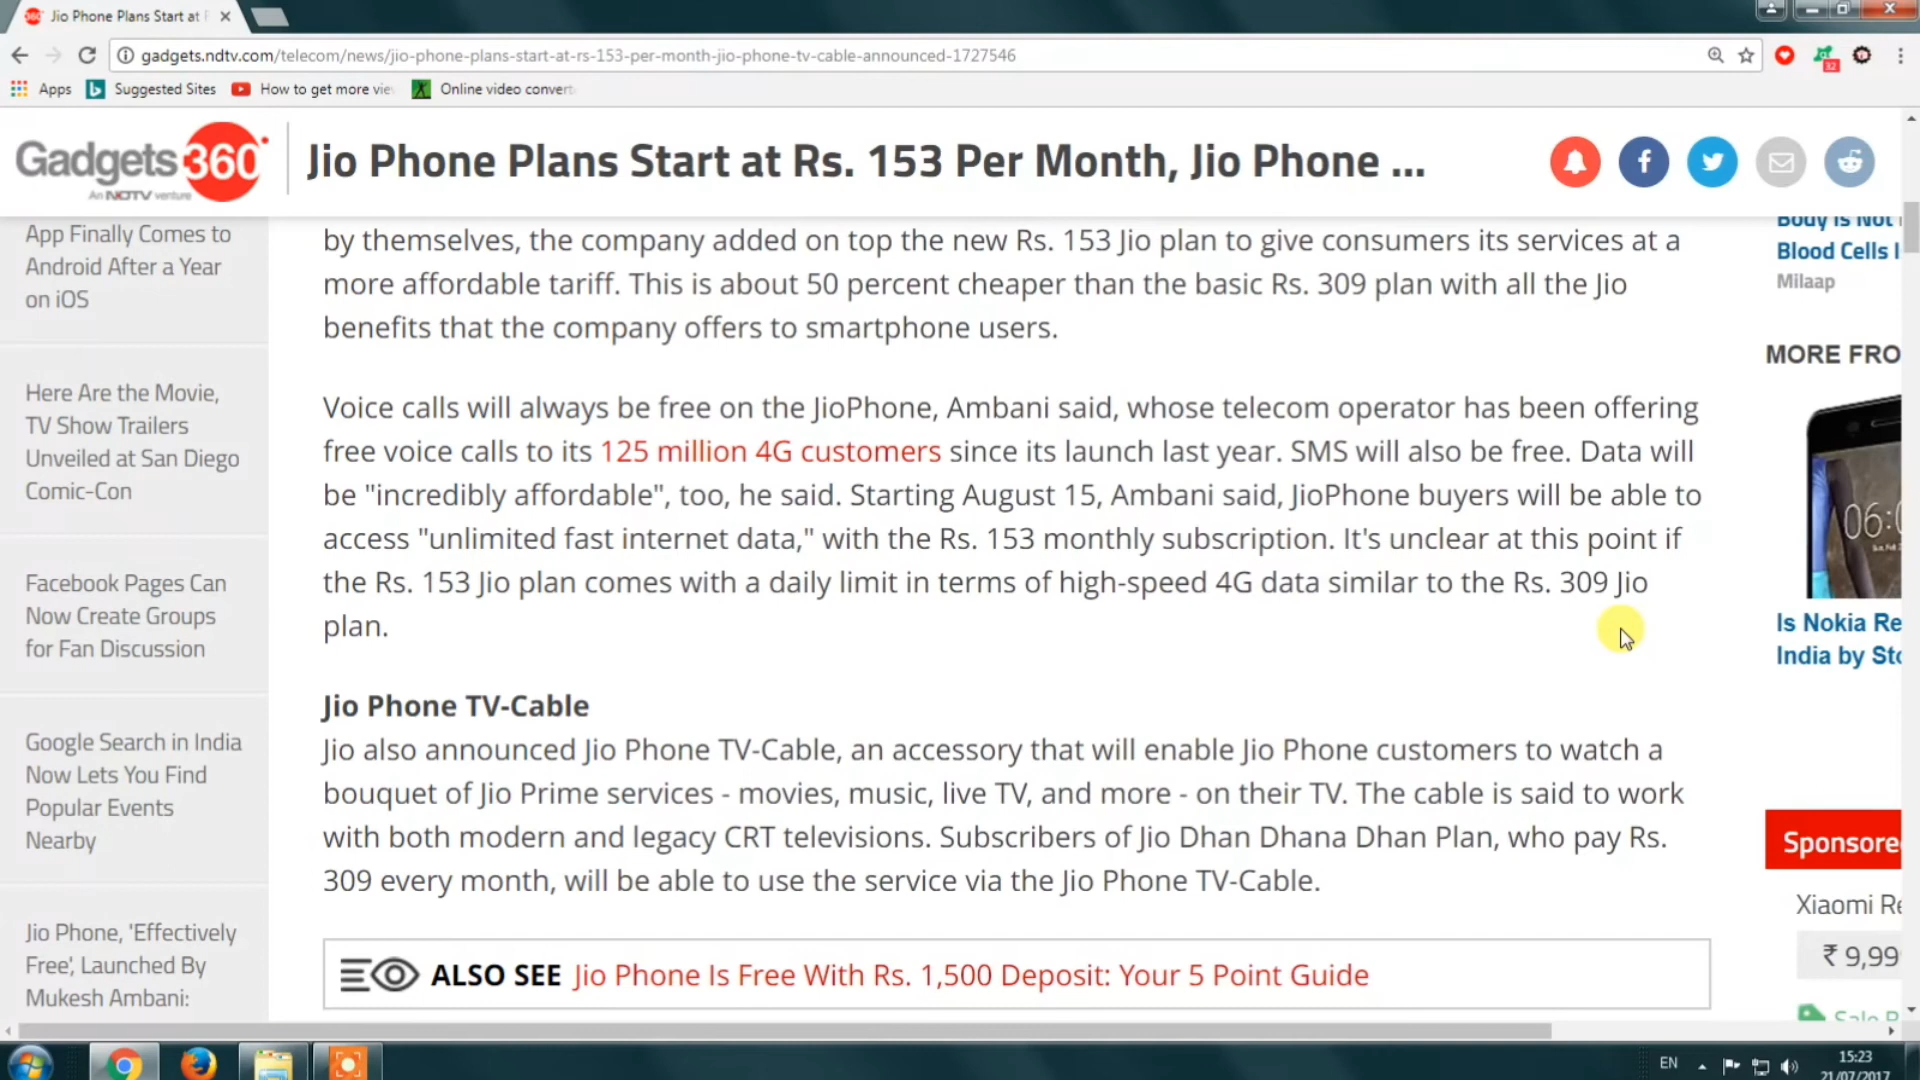 Jio Phone Plans Start at
gadgets.ndtv.com/telecom/news/jio-phone-plans-start-at-rs-153-per-month-jio-phone-tv-cable-announced-1727546
32
Apps
Suggested Sites
How to get more
Online video convert
Gadgets 360
An NDTV venture
Jio Phone Plans Start at Rs. 153 Per Month, Jio Phone ...
App Finally Comes to
Android After a Year
on iOS
Here Are the Movie,
TV Show Trailers
Unveiled at San Diego
Comic-Con
Facebook Pages Can
Now Create Groups
for Fan Discussion
Google Search in India
Now Lets You Find
Popular Events
Nearby
Jio Phone, 'Effectively
Free', Launched By
Mukesh Ambani:
by themselves, the company added on top the new Rs. 153 Jio plan to give consumers its services at a
more affordable tariff. This is about 50 percent cheaper than the basic Rs. 309 plan with all the Jio
benefits that the company offers to smartphone users.
Voice calls will always be free on the JioPhone, Ambani said, whose telecom operator has been offering
free voice calls to its 125 million 4G customers since its launch last year. SMS will also be free. Data will
be "incredibly affordable", too, he said. Starting August 15, Ambani said, JioPhone buyers will be able to
access "unlimited fast internet data," with the Rs. 153 monthly subscription. It's unclear at this point if
the Rs. 153 Jio plan comes with a daily limit in terms of high-speed 4G data similar to the Rs. 309 Jio
plan.
Jio Phone TV-Cable
Jio also announced Jio Phone TV-Cable, an accessory that will enable Jio Phone customers to watch a
bouquet of Jio Prime services - movies, music, live TV, and more - on their TV. The cable is said to work
with both modern and legacy CRT televisions. Subscribers of Jio Dhan Dhana Dhan Plan, who pay Rs.
309 every month, will be able to use the service via the Jio Phone TV-Cable.
ALSO SEE Jio Phone Is Free With Rs. 1,500 Deposit: Your 5 Point Guide
Body Is Not
Blood Cells
Milaap
MORE FRO
06:0
Is Nokia Re
India by Sto
Sponsore
Xiaomi Re
₹ 9,99
Sale
EN
15:23
21/07/2017